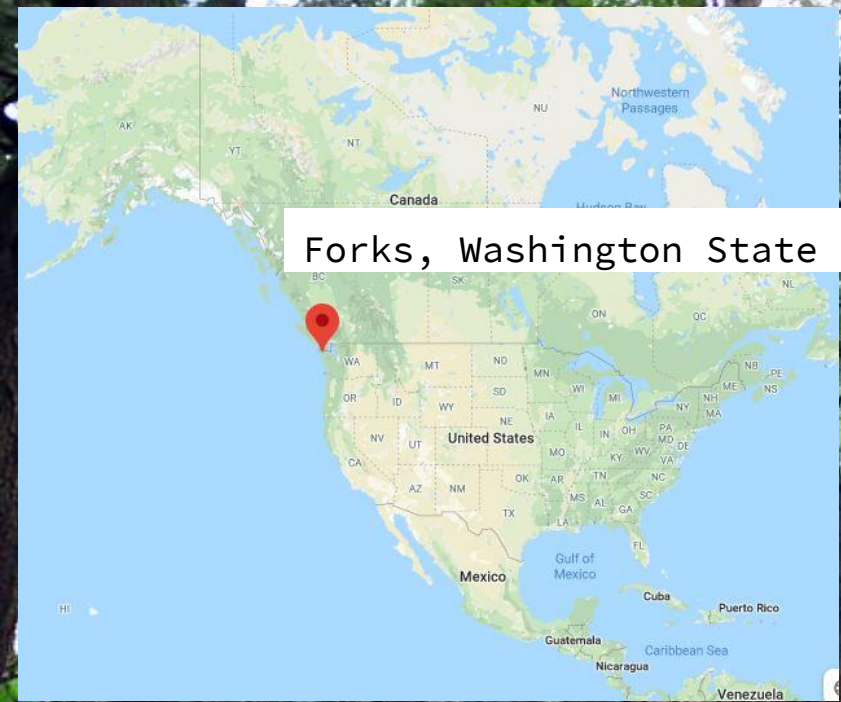 Northwestern
Passages
NU
AK
YT
NT
Canada
Hudson Bay
Forks, Washington State
BC
SK
NL
ON
QC
WA
MT
ND
MN
NB
PE
NS
ME
OR
ID
WY
SD
WI
MI
NH
MA
NY
NE
IA
NV
UT
United States
IL
IN
OH
PA
MD
DE
MO
KY
WV
VA
CA
AZ
NM
OK
AR
TN
NC
SC
MS
AL
GA
TX
LA
FL
Gulf of
Mexico
Mexico
Cuba
Puerto Rico
HI
Guatemala
Caribbean Sea
Nicaragua
Venezuela